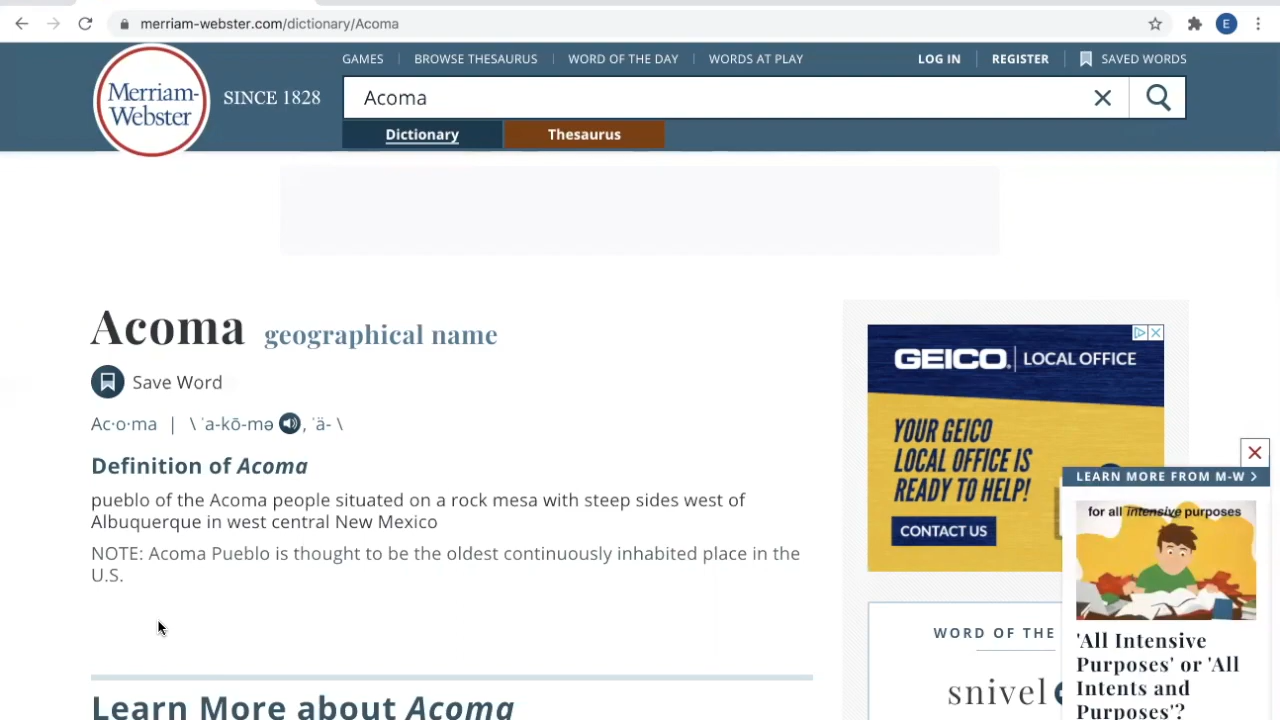 merriam-webster.com/dictionary/Acoma
E
GAMES
BROWSE THESAURUS
WORD OF THE DAY
WORDS AT PLAY
LOG IN
REGISTER
SAVED WORDS
Merriam-
Webster
SINCE 1828
Acoma
Dictionary
Thesaurus
Acoma geographical name
Save Word
Ac·o·ma | \ ˈa-kō-mə , ˈä- \
Definition of Acoma
pueblo of the Acoma people situated on a rock mesa with steep sides west of
Albuquerque in west central New Mexico
NOTE: Acoma Pueblo is thought to be the oldest continuously inhabited place in the
U.S.
Learn More about Acoma
GEICO. LOCAL OFFICE
YOUR GEICO
LOCAL OFFICE IS
READY TO HELP!
CONTACT US
WORD OF THE
snivel
LEARN MORE FROM M-W >
for all intensive purposes
'All Intensive
Purposes' or 'All
Intents and
Purposes'?